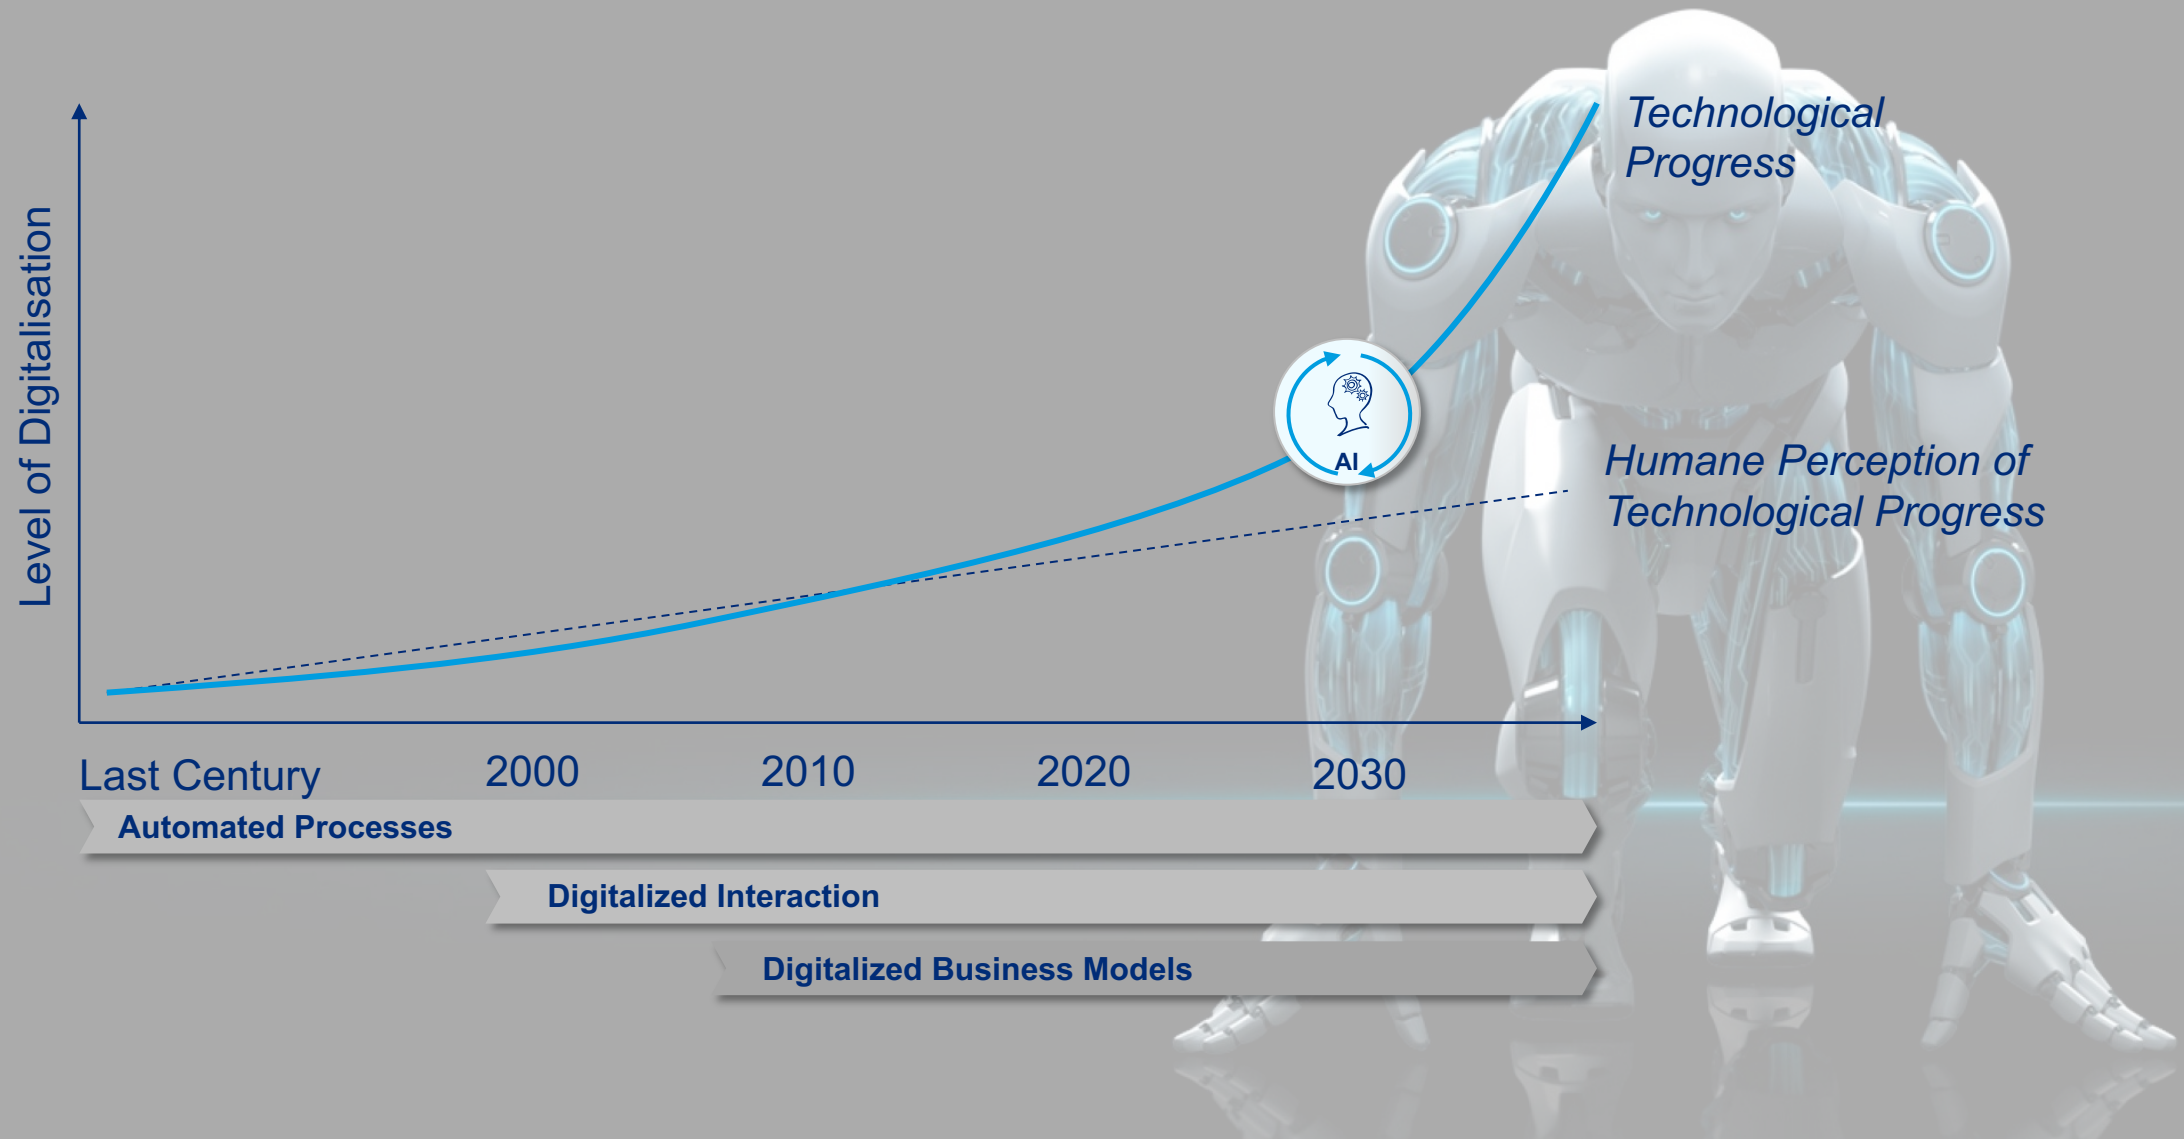 Technological
Progress
Level of Digitalisation
AI
Humane Perception of
Technological Progress
Last Century
2000
2010
2020
2030
Automated Processes
Digitalized Interaction
Digitalized Business Models